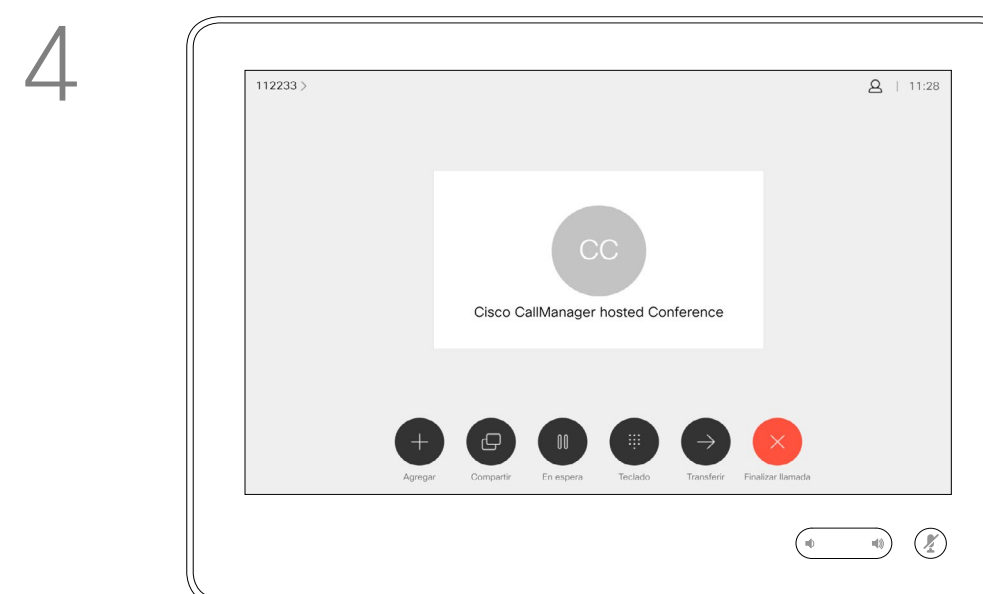 4
112233 >
| 11:28
CC
Cisco CallManager hosted Conference
Agregar
Compartir
En espera
Teclado
Transferir
Finalizar llamada